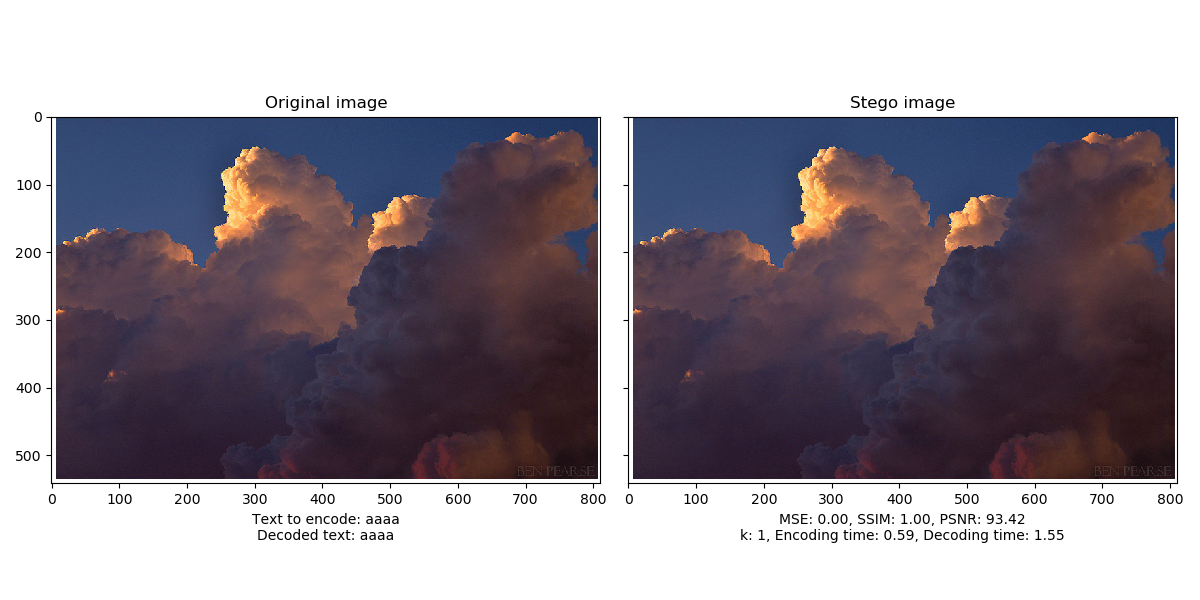 Original image
Stego image
0
100
200
300
400
500
0 100 200 300 400 500 600 700 800
0 100 200 300 400 500 600 700 800
BEN PEARSE
BEN PEARSE
Text to encode: aaaa
Decoded text: aaaa
MSE: 0.00, SSIM: 1.00, PSNR: 93.42
k: 1, Encoding time: 0.59, Decoding time: 1.55